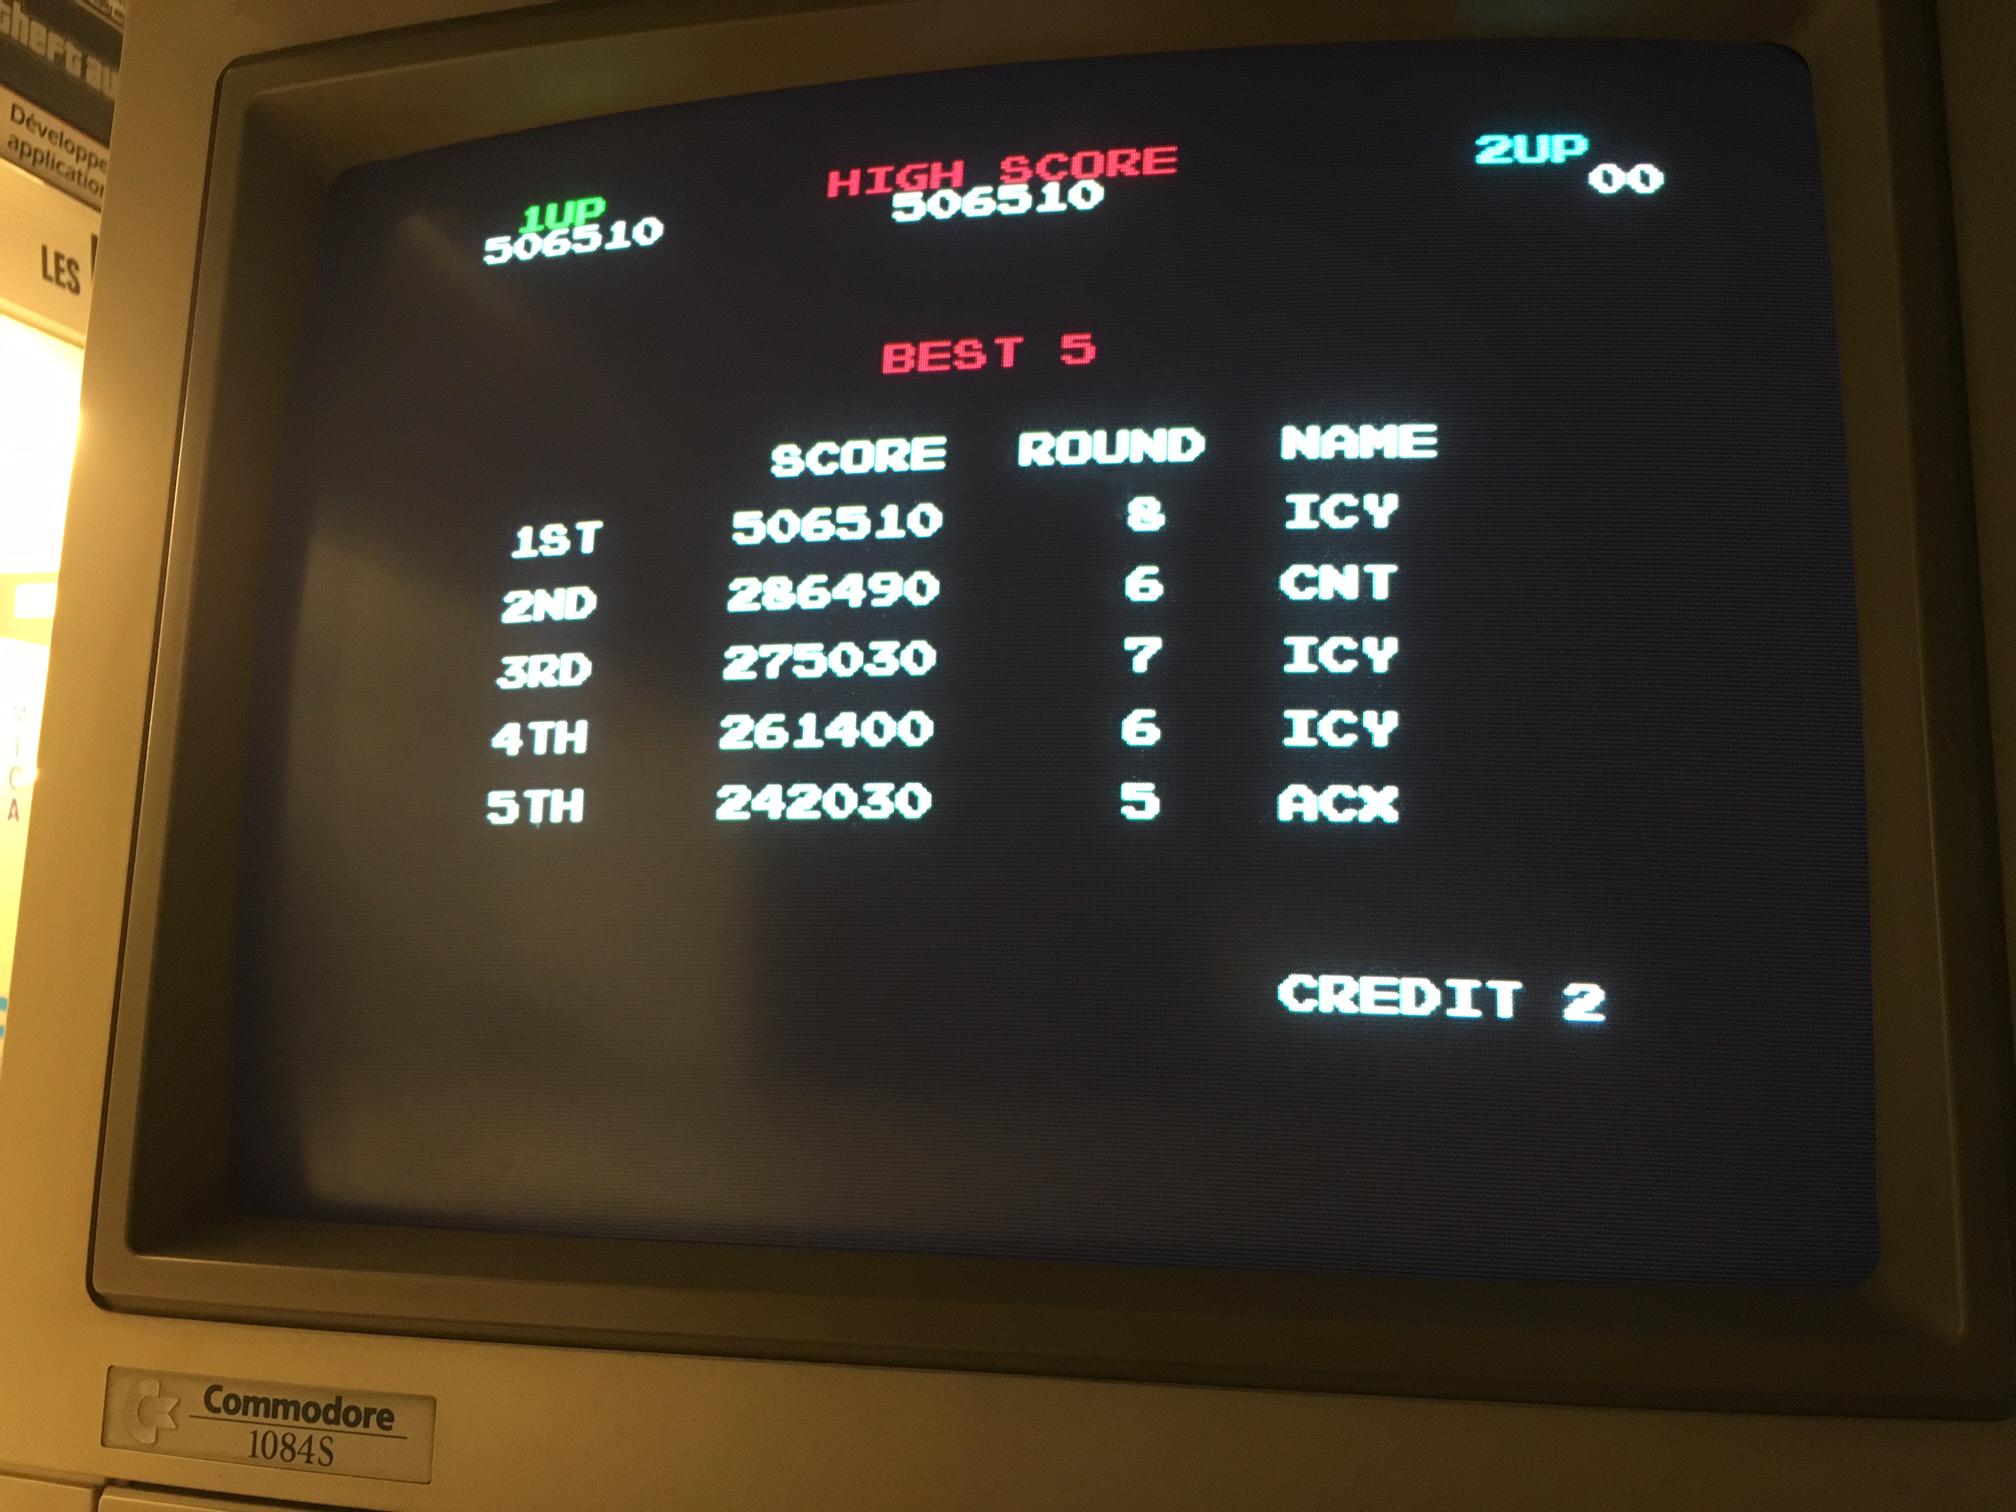 Développe
application
LES
1UP HIGH SCORE 2UP
506510 506510 00
BEST 5
SCORE ROUND NAME
1ST 506510 8 ICY
2ND 286490 6 CNT
3RD 275030 7 ICY
4TH 261400 6 ICY
5TH 242030 5 ACX
CREDIT 2
Commodore
1084S